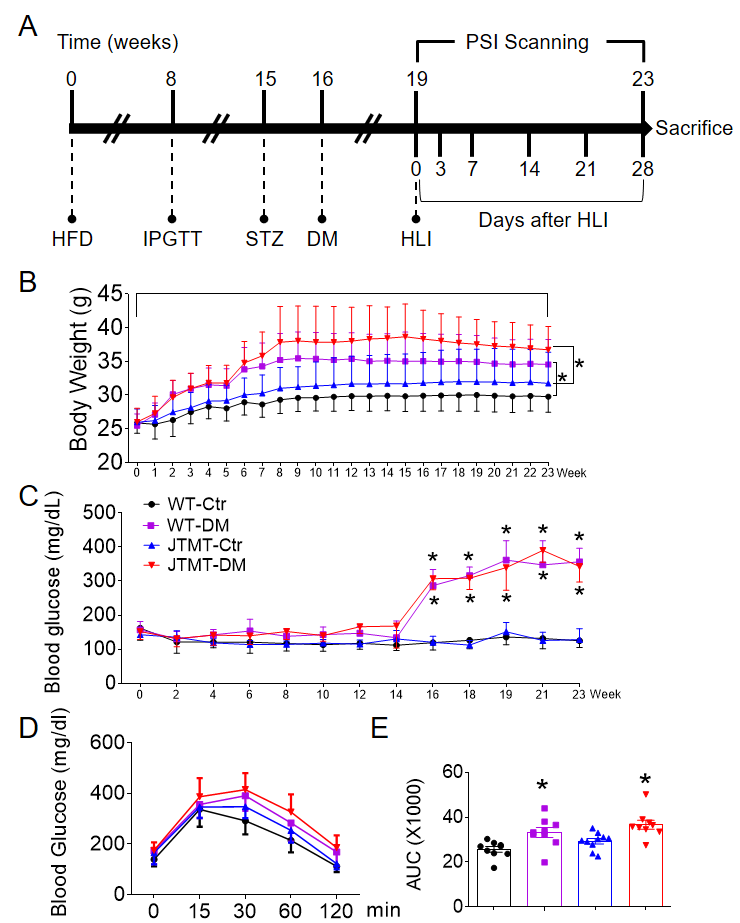 A
Time (weeks)
PSI Scanning
0 8 15 16 19 23
Sacrifice
0 3 7 14 21 28
HFD IPGTT STZ DM HLI
Days after HLI
B
Body Weight (g)
45
40
35
30
25
20
*
*
0 1 2 3 4 5 6 7 8 9 10 11 12 13 14 15 16 17 18 19 20 21 22 23 Week
C
Blood glucose (mg/dL)
500
400
300
200
100
0
WT-Ctr
WT-DM
JTMT-Ctr
JTMT-DM
* * * * *
* * * * *
0 2 4 6 8 10 12 14 16 18 19 21 23 Week
D
Blood Glucose (mg/dl)
600
400
200
0
0 15 30 60 120 min
E
AUC (X1000)
60
40
20
0
* *